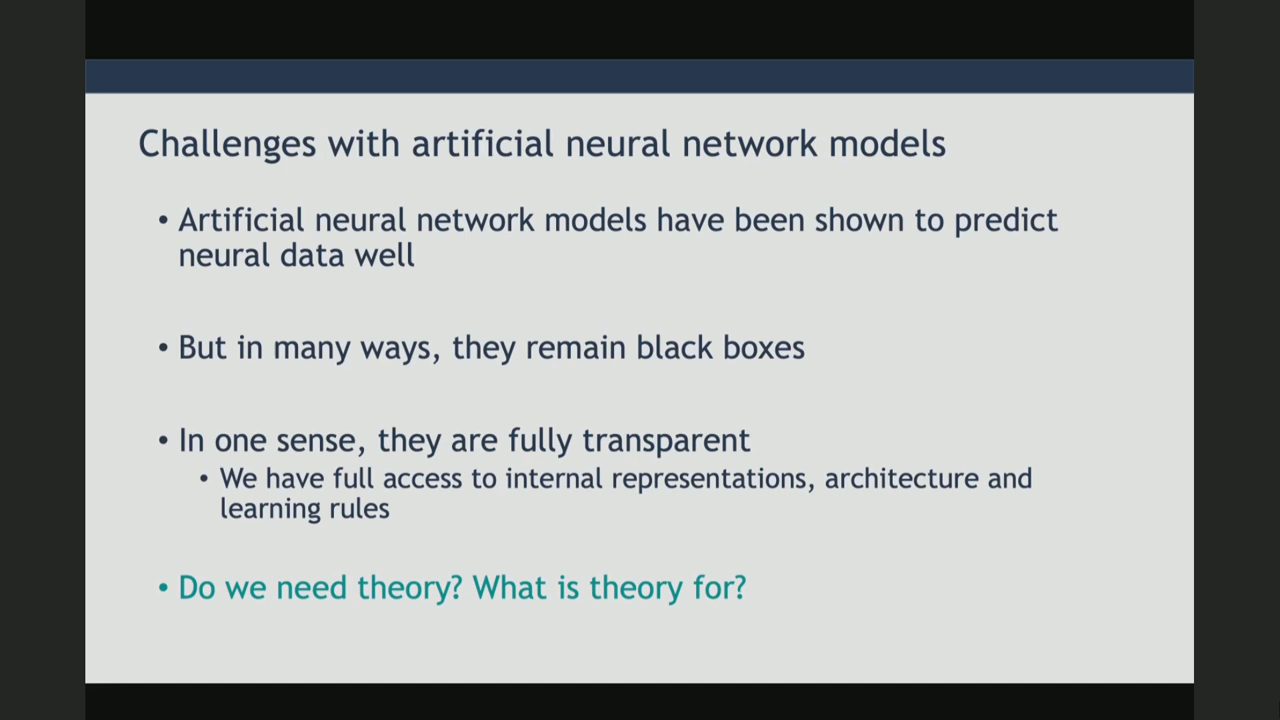 Challenges with artificial neural network models
• Artificial neural network models have been shown to predict
neural data well
• But in many ways, they remain black boxes
• In one sense, they are fully transparent
• We have full access to internal representations, architecture and
learning rules
• Do we need theory? What is theory for?